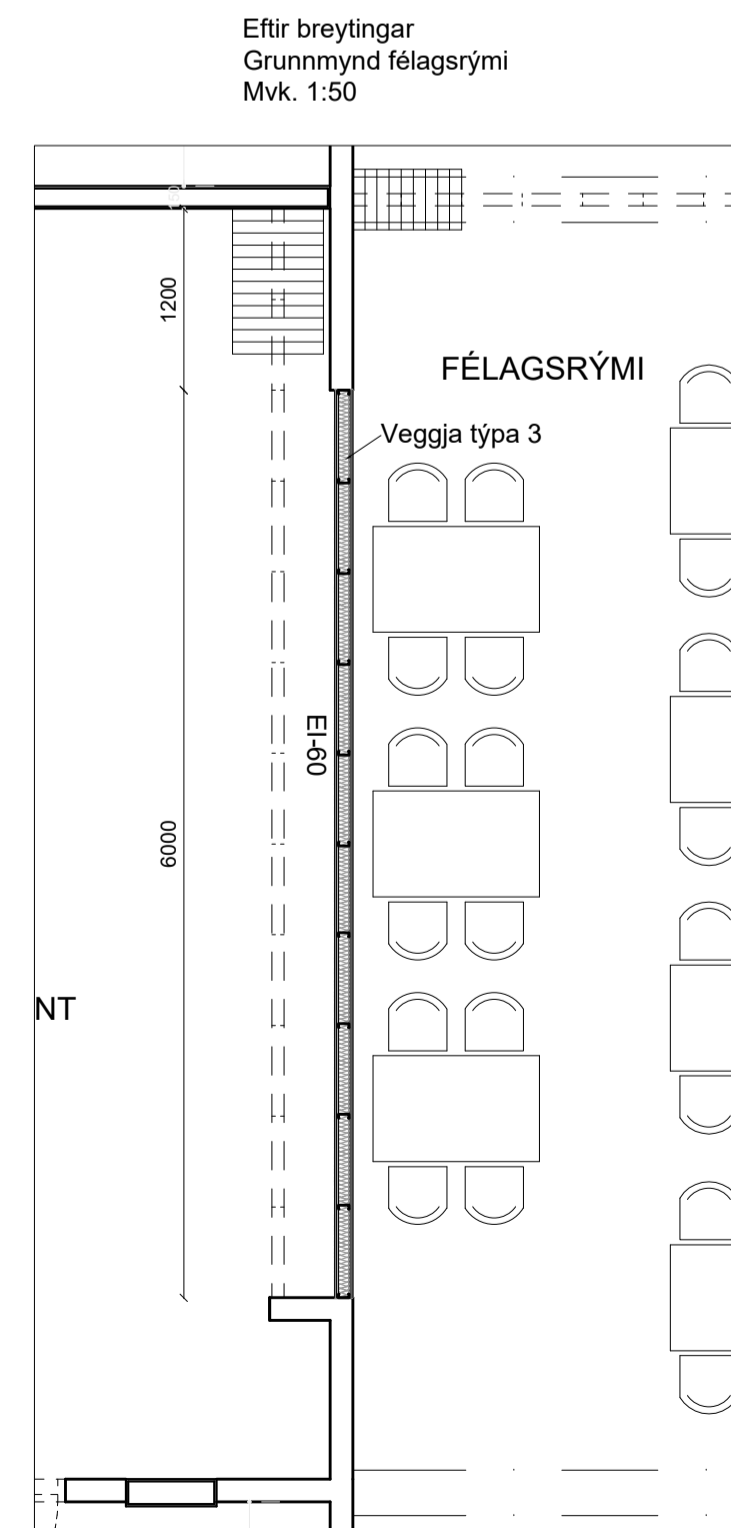 Eftir breytingar
Grunnmynd félagsrými
Mvk. 1:50
1200
FÉLAGSRÝMI
Veggja týpa 3
EI-60
6000
NT